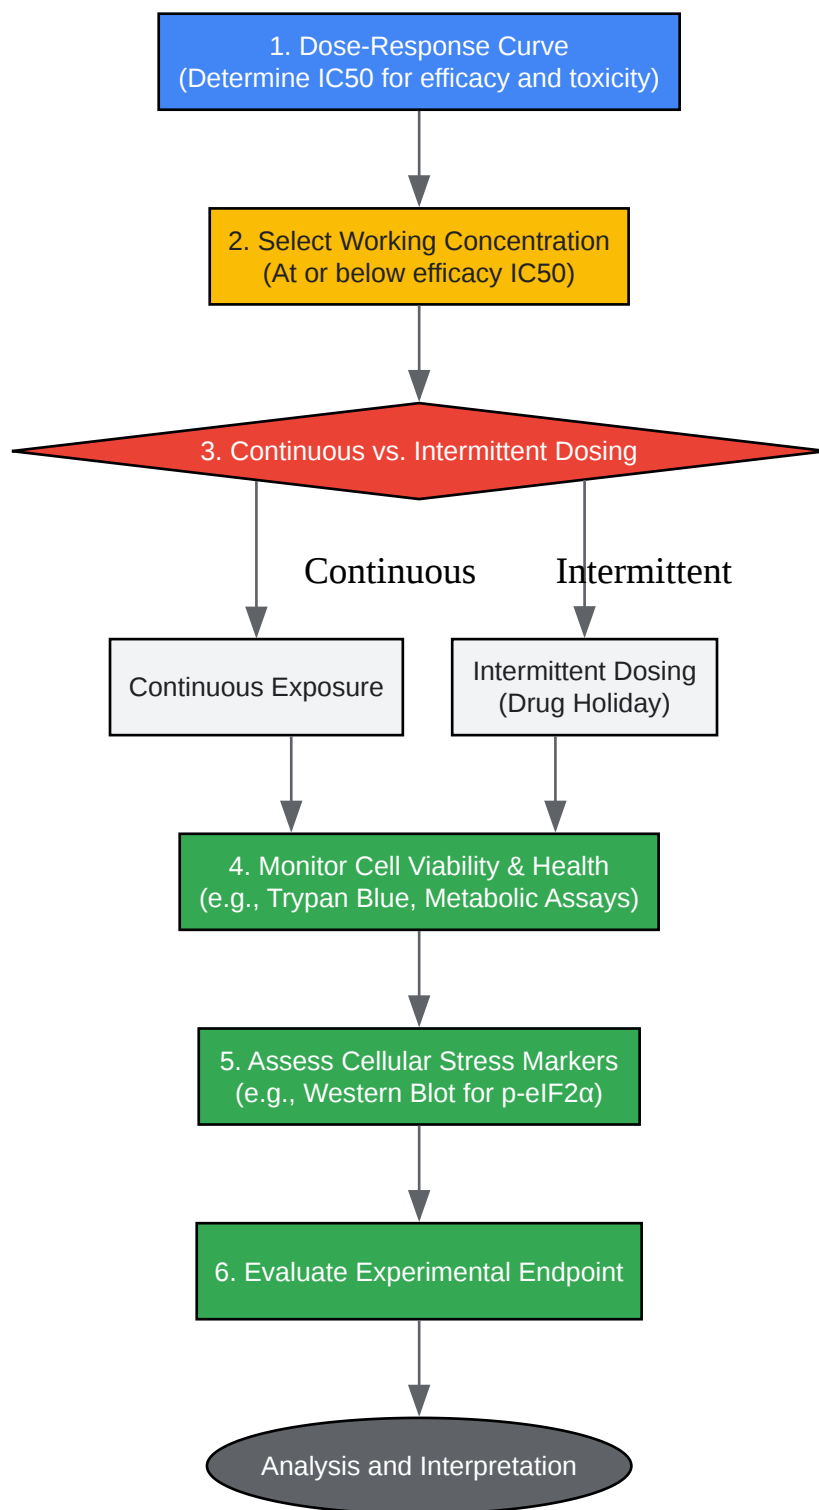 1. Dose-Response Curve
(Determine IC50 for efficacy and toxicity)
2. Select Working Concentration
(At or below efficacy IC50)
3. Continuous vs. Intermittent Dosing
Continuous
Intermittent
Continuous Exposure
Intermittent Dosing
(Drug Holiday)
4. Monitor Cell Viability & Health
(e.g., Trypan Blue, Metabolic Assays)
5. Assess Cellular Stress Markers
(e.g., Western Blot for p-eIF2α)
6. Evaluate Experimental Endpoint
Analysis and Interpretation